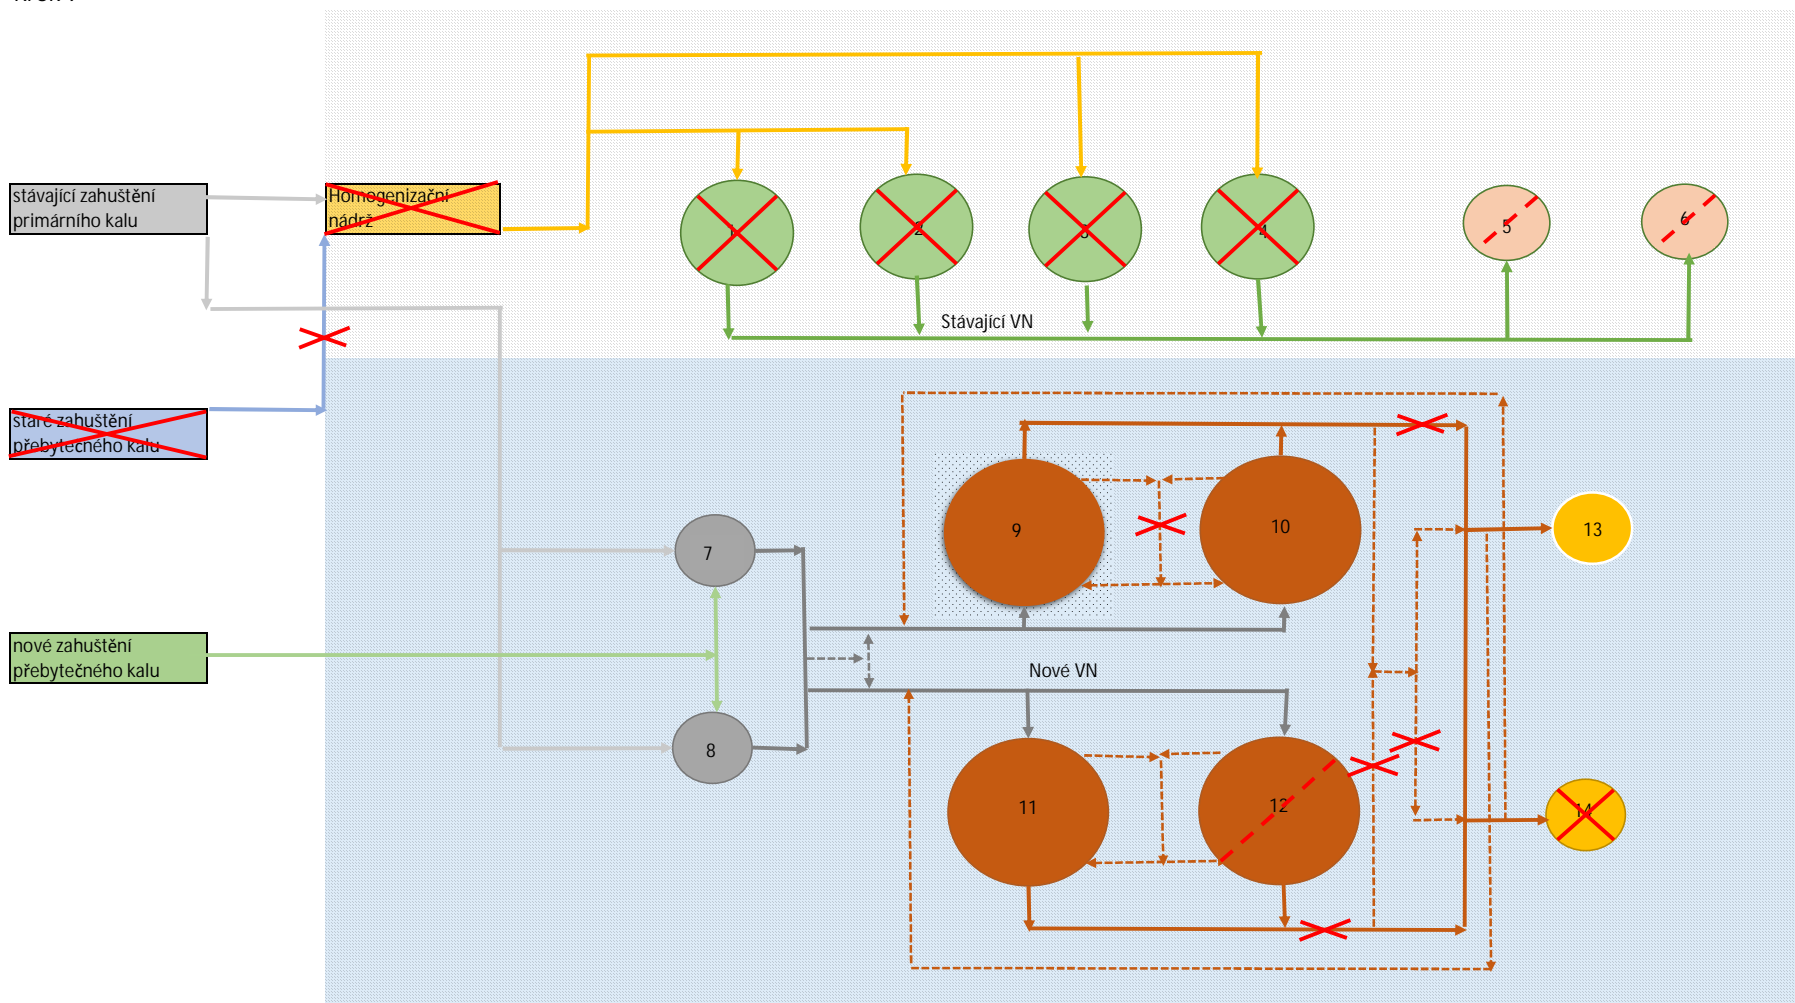 stávající zahuštění
primárního kalu
Homogenizační
nádrž
1
2
3
4
5
6
Stávající VN
staré zahuštění
přebytečného kalu
9
10
13
7
nové zahuštění
přebytečného kalu
Nové VN
8
11
12
14